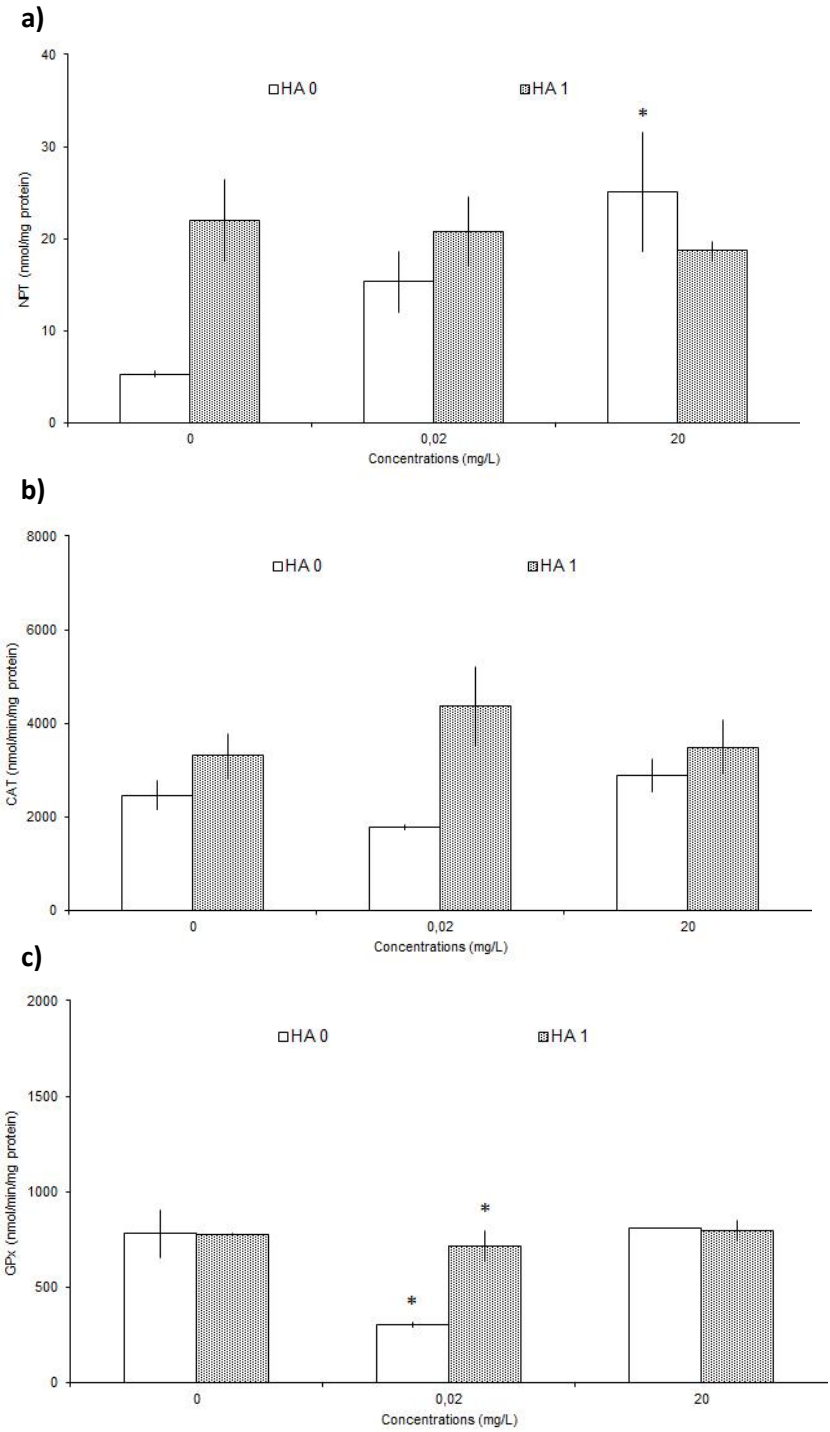 a)
40
HA 0 HA 1
*
30
20
10
0
NPT (nmol/mg protein)
0 0,02 20
Concentrations (mg/L)
b)
8000
HA 0 HA 1
6000
4000
2000
0
CAT (nmol/min/mg protein)
0 0,02 20
Concentrations (mg/L)
c)
2000
HA 0 HA 1
1500
1000
*
*
500
0
GPx (nmol/min/mg protein)
0 0,02 20
Concentrations (mg/L)